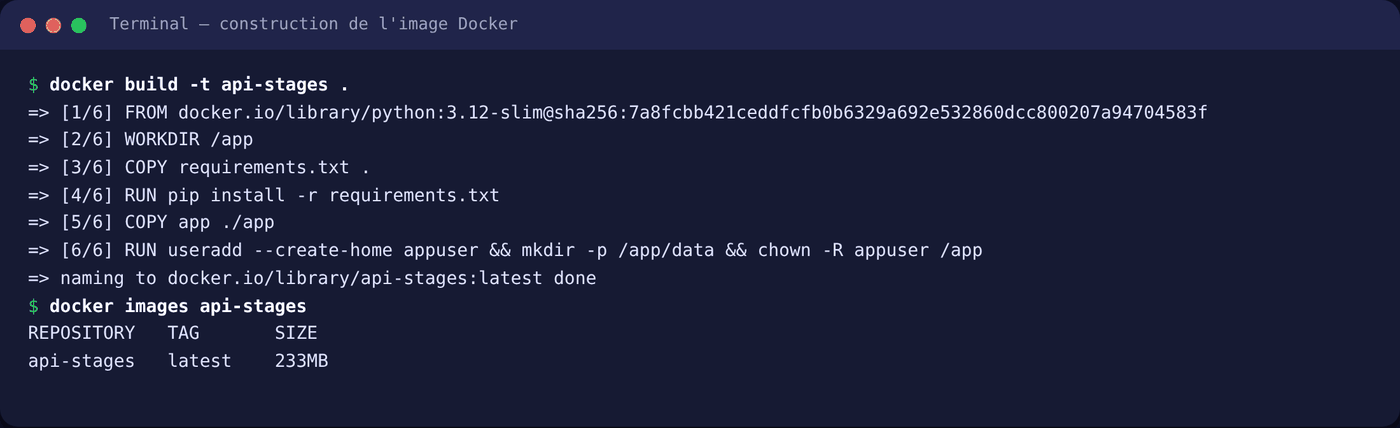 Terminal — construction de l'image Docker
$ docker build -t api-stages .
=> [1/6] FROM docker.io/library/python:3.12-slim@sha256:7a8fcbb421ceddfcfb0b6329a692e532860dcc800207a94704583f
=> [2/6] WORKDIR /app
=> [3/6] COPY requirements.txt .
=> [4/6] RUN pip install -r requirements.txt
=> [5/6] COPY app ./app
=> [6/6] RUN useradd --create-home appuser && mkdir -p /app/data && chown -R appuser /app
=> naming to docker.io/library/api-stages:latest done
$ docker images api-stages
REPOSITORY   TAG       SIZE
api-stages   latest    233MB